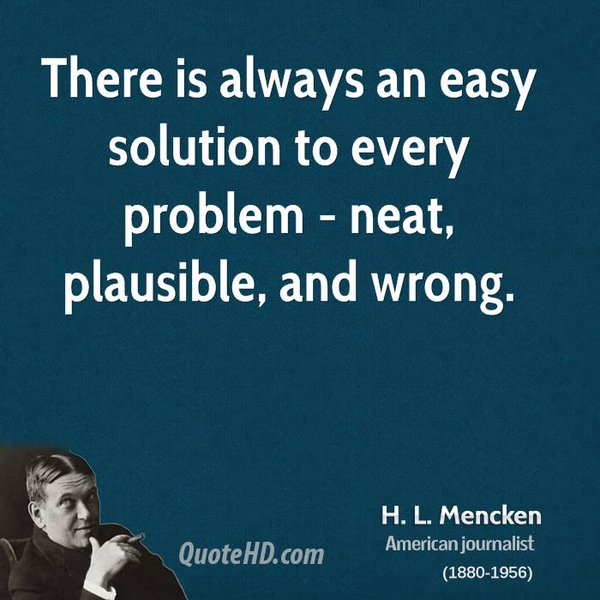 There is always an easy
solution to every
problem - neat,
plausible, and wrong.
H. L. Mencken
American journalist
(1880-1956)
QuoteHD.com